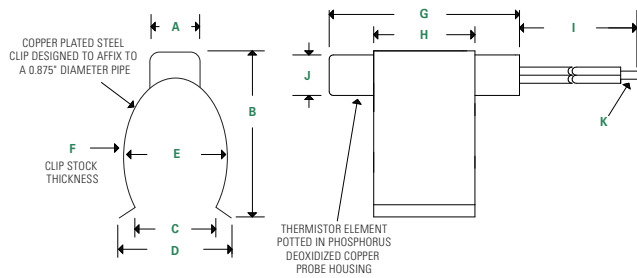 A
COPPER PLATED STEEL
CLIP DESIGNED TO AFFIX TO
A 0.875" DIAMETER PIPE
B
F
E
CLIP STOCK
THICKNESS
C
D
G
H
I
J
K
THERMISTOR ELEMENT
POTTED IN PHOSPHORUS
DEOXIDIZED COPPER
PROBE HOUSING